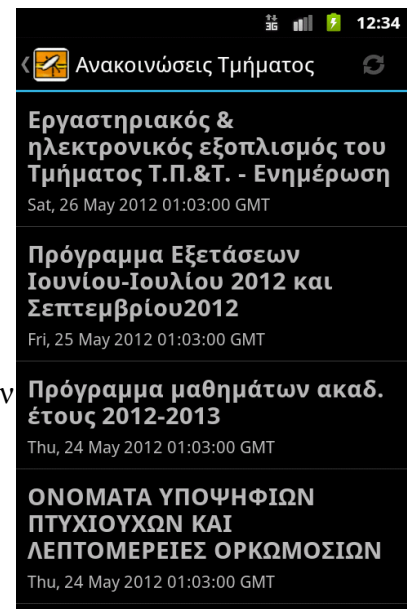 3G 12:34
Ανακοινώσεις Τμήματος
Εργαστηριακός &
ηλεκτρονικός εξοπλισμός του
Τμήματος Τ.Π.&Τ. - Ενημέρωση
Sat, 26 May 2012 01:03:00 GMT
Πρόγραμμα Εξετάσεων
Ιουνίου-Ιουλίου 2012 και
Σεπτεμβρίου2012
Fri, 25 May 2012 01:03:00 GMT
ν
Πρόγραμμα μαθημάτων ακαδ.
έτους 2012-2013
Thu, 24 May 2012 01:03:00 GMT
ΟΝΟΜΑΤΑ ΥΠΟΨΗΦΙΩΝ
ΠΤΥΧΙΟΥΧΩΝ ΚΑΙ
ΛΕΠΤΟΜΕΡΕΙΕΣ ΟΡΚΩΜΟΣΙΩΝ
Thu, 24 May 2012 01:03:00 GMT